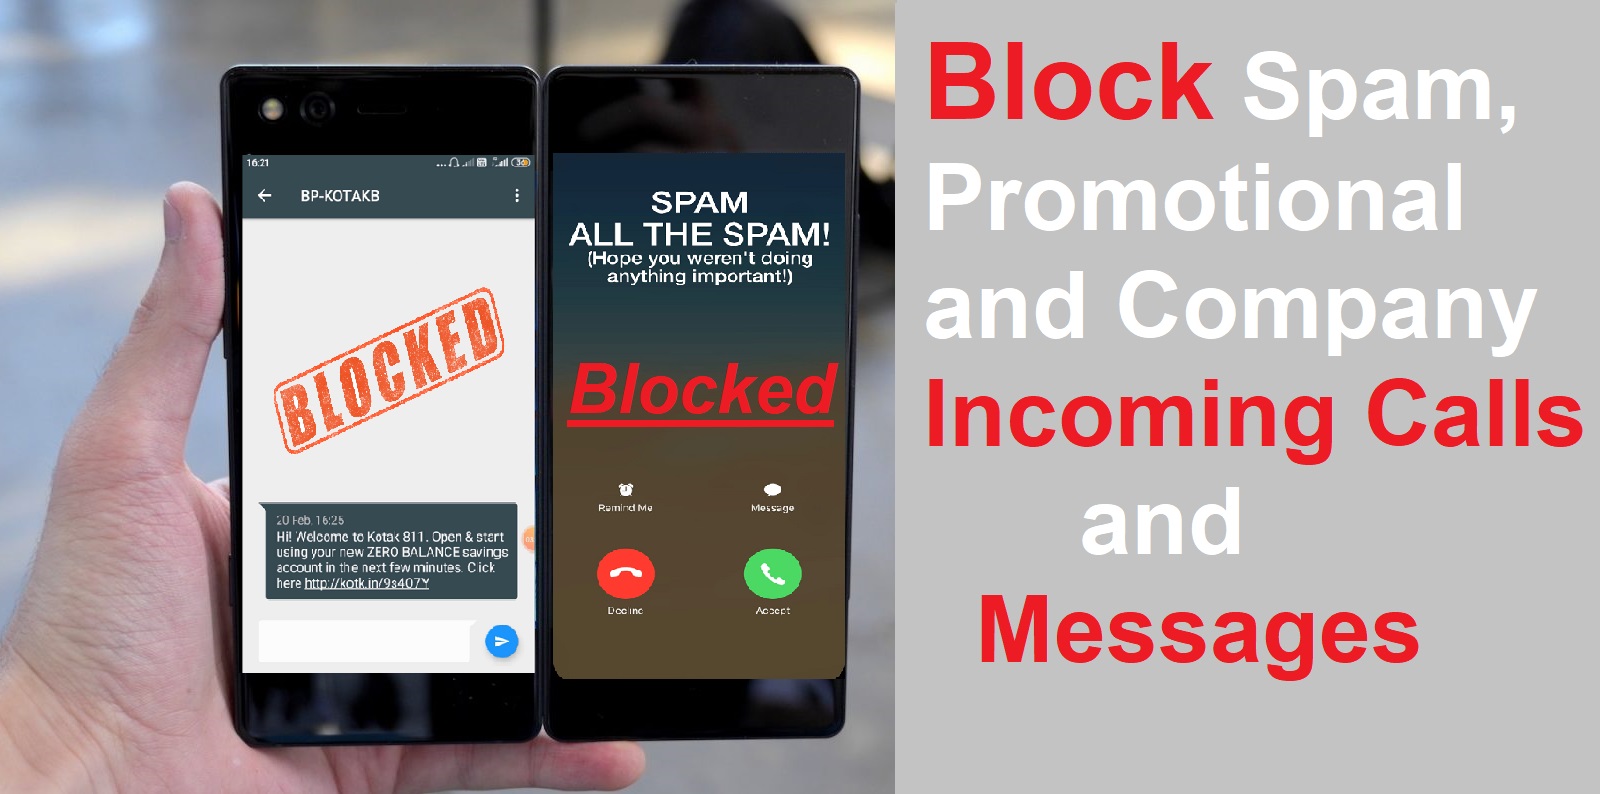 16:21
BP-KOTAKB
BLOCKED
20 Feb, 16:25
Hi! Welcome to Kotak 811. Open & start
using your new ZERO BALANCE savings
account in the next few minutes. Click
here http://kotk.in/9s407Y
SPAM
ALL THE SPAM!
(Hope you weren't doing
anything important!)
Blocked
Remind Me
Message
Decline
Accept
Block Spam,
Promotional
and Company
Incoming Calls
and
Messages